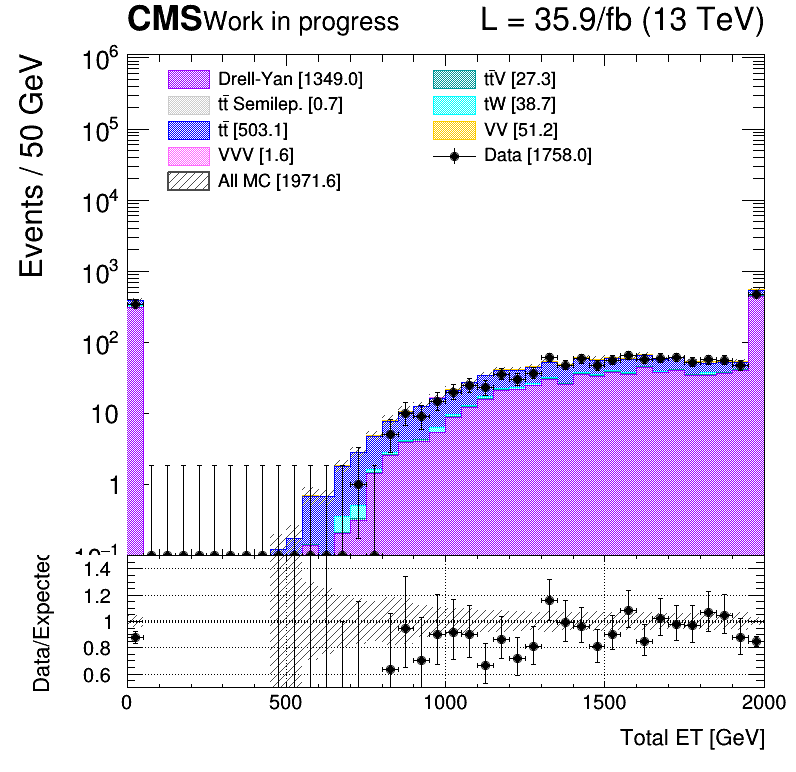 CMS Work in progress L = 35.9/fb (13 TeV)
Events / 50 GeV
10⁶
10⁵
10⁴
10³
10²
10
1
10⁻¹
Drell-Yan [1349.0]
tt̄ Semilep. [0.7]
tt̄ [503.1]
VVV [1.6]
All MC [1971.6]
tt̄V [27.3]
tW [38.7]
VV [51.2]
Data [1758.0]
Data/Expected
1.4
1.2
1
0.8
0.6
0 500 1000 1500 2000
Total ET [GeV]